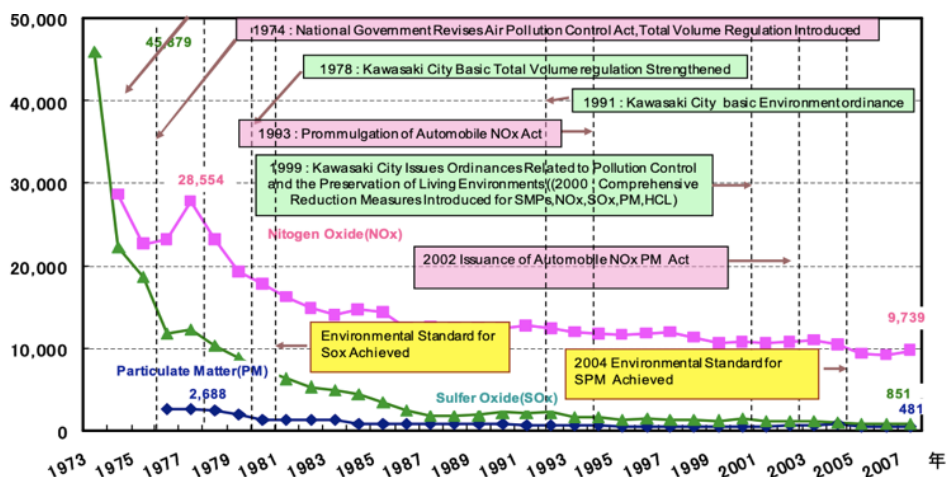 50,000
40,000
30,000
20,000
10,000
0
45,879
1974 : National Government Revises Air Pollution Control Act,Total Volume Regulation Introduced
1978 : Kawasaki City Basic Total Volume regulation Strengthened
1991 : Kawasaki City basic Environment ordinance
1993 : Prommulgation of Automobile NOx Act
1999 : Kawasaki City Issues Ordinances Related to Pollution Control
and the Preservation of Living Environments((2000 : Comprehensive
Reduction Measures Introduced for SMPs,NOx,SOx,PM,HCL)
28,554
Nitogen Oxide(NOx)
2002 Issuance of Automobile NOx PM Act
9,739
Environmental Standard for
Sox Achieved
2004 Environmental Standard for
SPM Achieved
Particulate Matter(PM)
2,688
Sulfer Oxide(SOx)
851
481
1973 1975 1977 1979 1981 1983 1985 1987 1989 1991 1993 1995 1997 1999 2001 2003 2005 2007 年